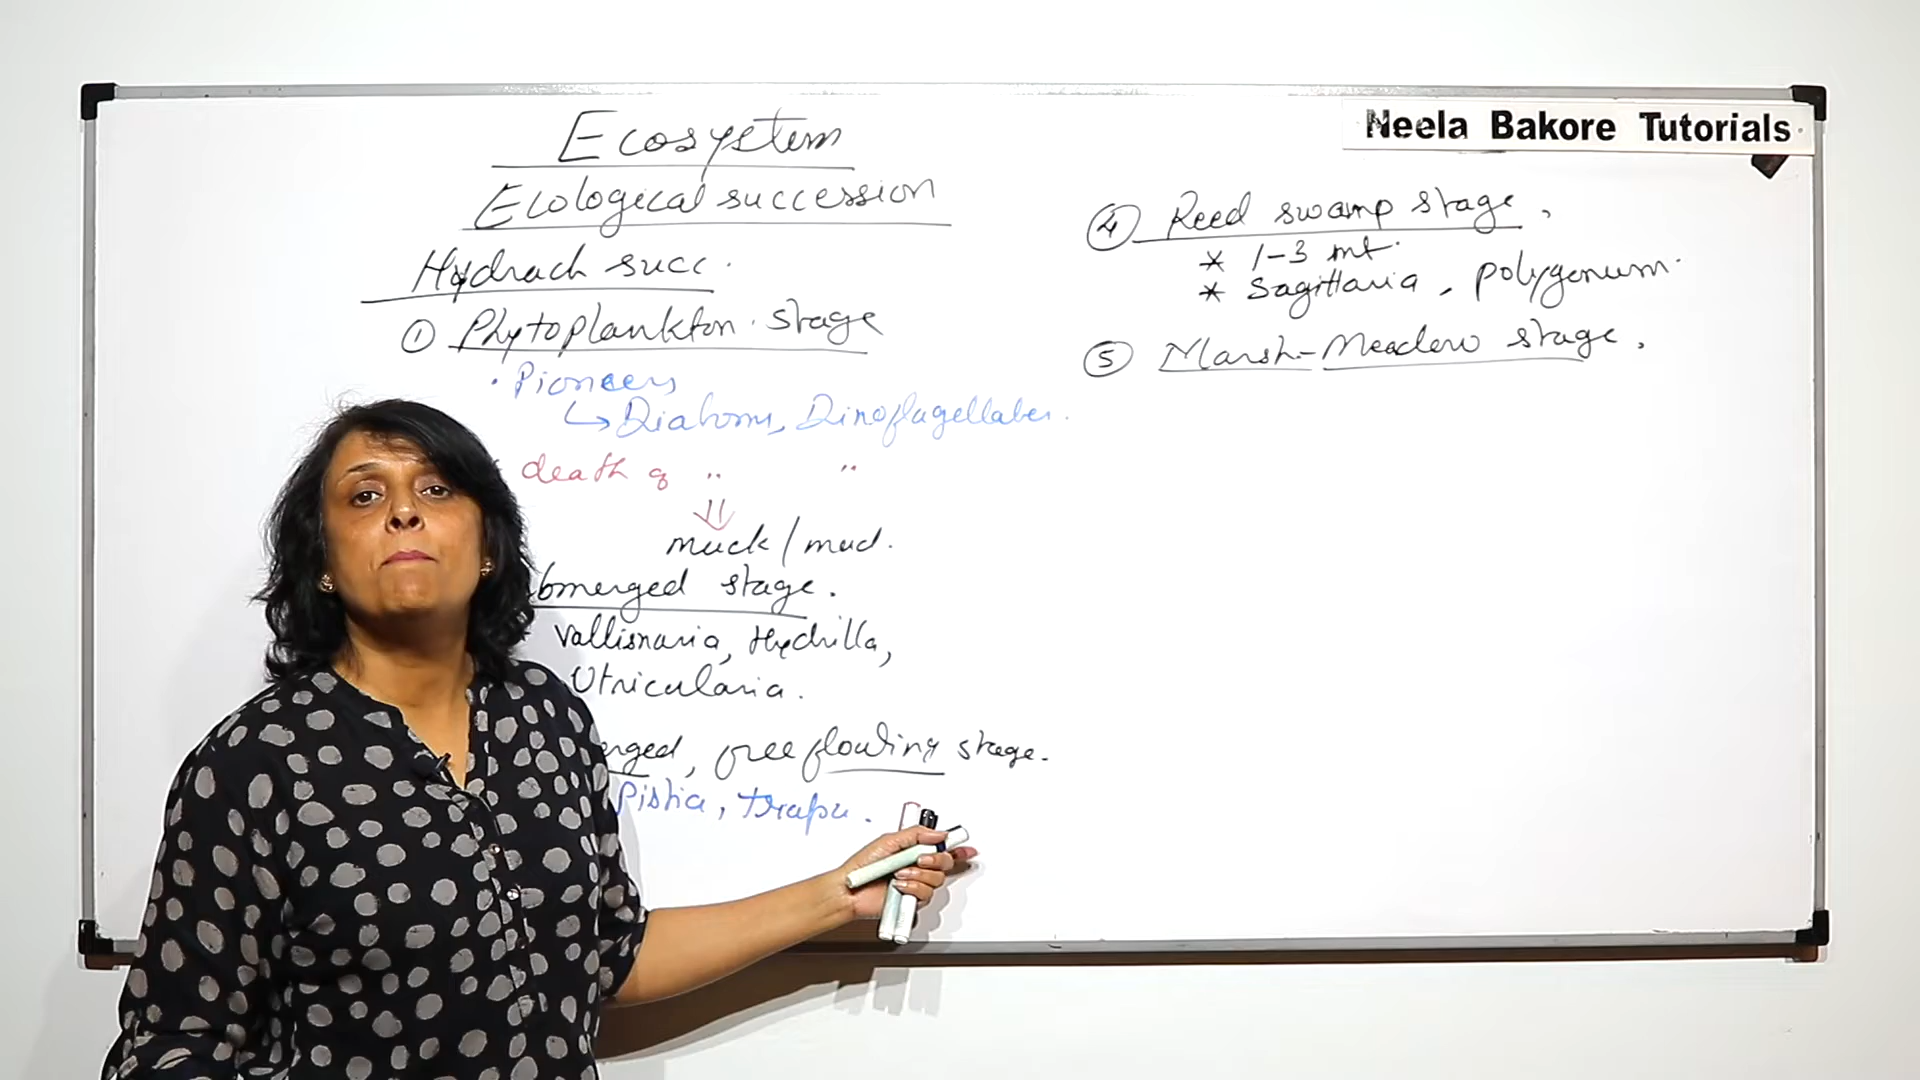 Neela Bakore Tutorials
Ecosystem
Ecological succession
Hydrach succ.
① Phytoplankton stage
• Pioneers
↳ Diatoms, Dinoflagellates.
death of " "
⇓
muck / mud.
bmerged stage.
Vallisnaria, Hydrilla,
Utricularia.
erged, free floating stage.
Pistia, trapa.
④ Reed swamp stage,
* 1-3 mt.
* Sagittaria, polygonum.
⑤ Marsh-Meadow stage.